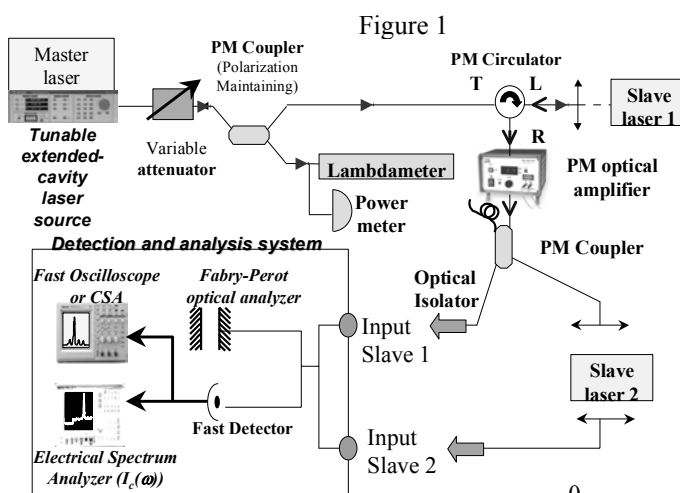 Figure 1
Master
laser
PM Coupler
(Polarization
Maintaining)
PM Circulator
T
L
R
Slave
laser 1
Tunable
extended-
cavity
laser
source
Variable
attenuator
Lambdameter
Power
meter
PM optical
amplifier
PM Coupler
Detection and analysis system
Fast Oscilloscope
or CSA
Fabry-Perot
optical analyzer
Optical
Isolator
Input
Slave 1
Slave
laser 2
Fast Detector
Input
Slave 2
Electrical Spectrum
Analyzer (I_c(ω))